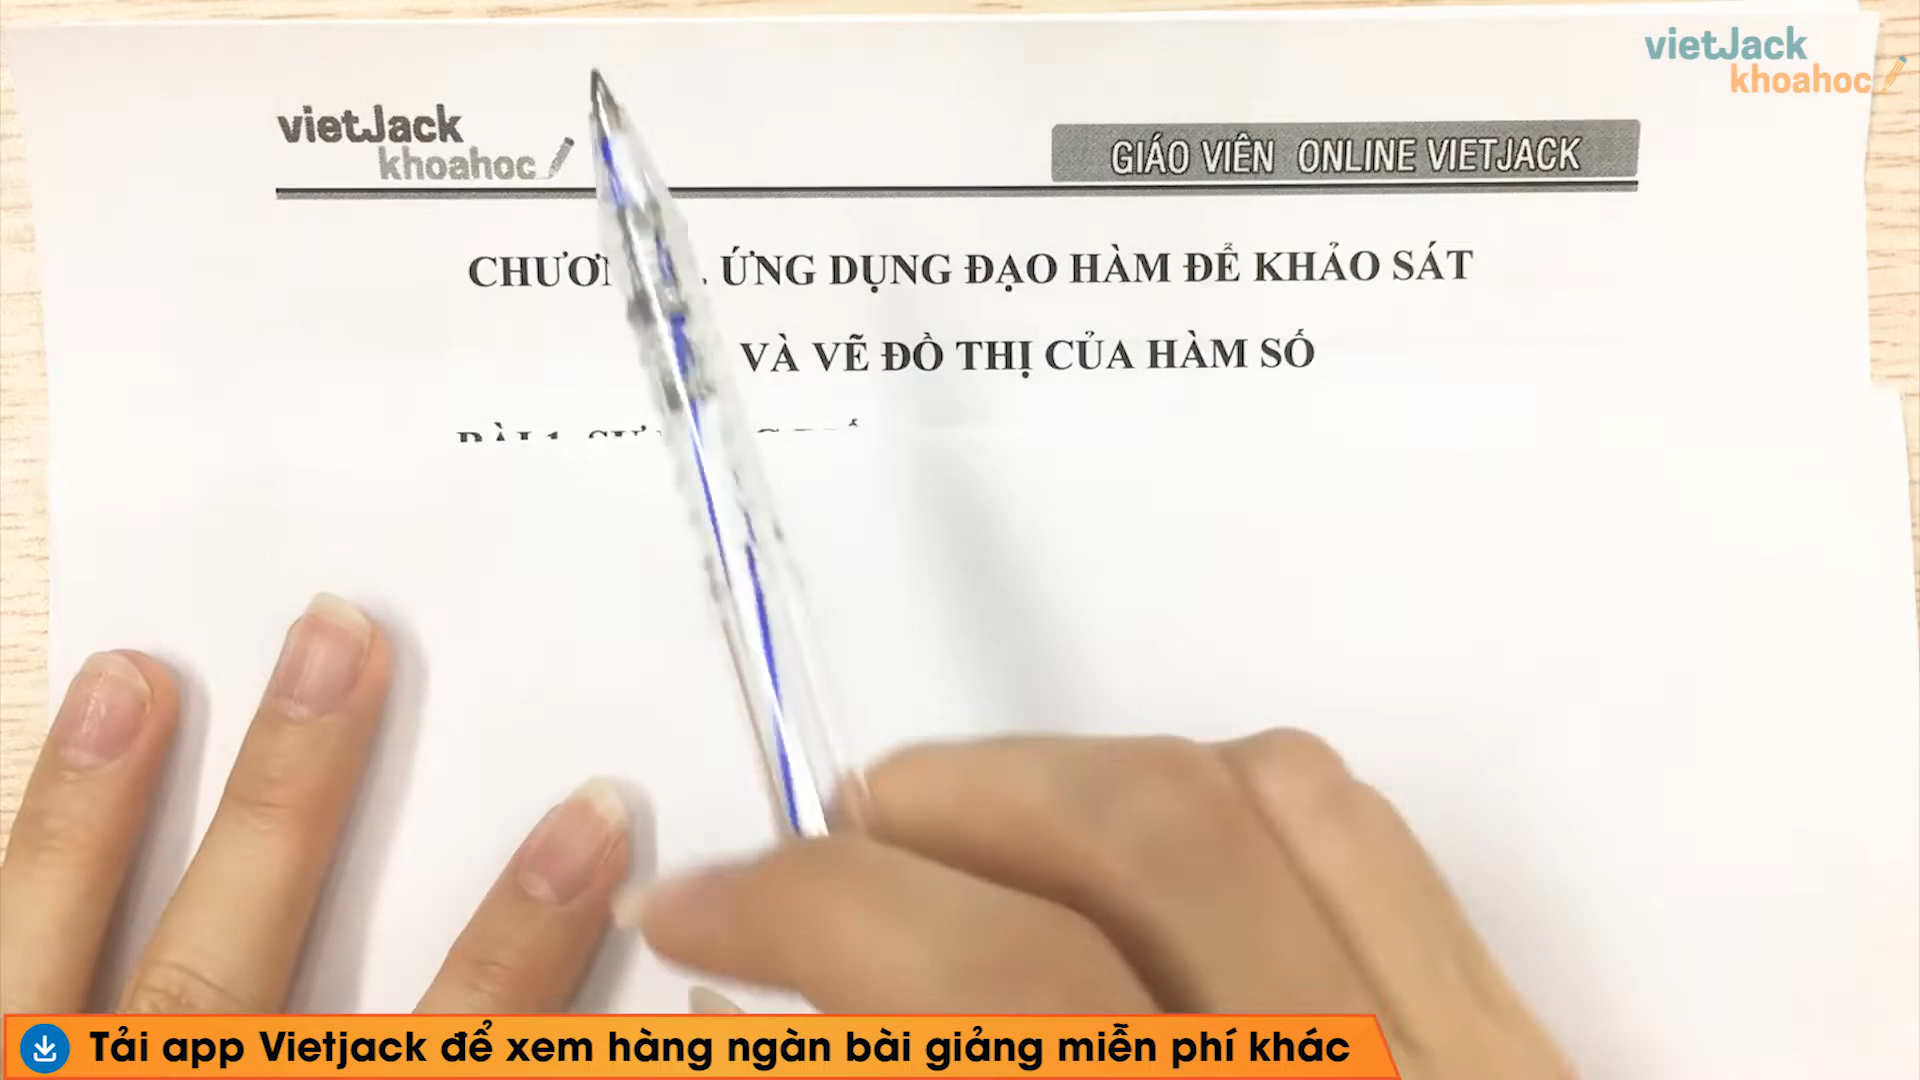 vietJack
khoahoc
vietJack
khoahoc
GIÁO VIÊN ONLINE VIETJACK
ỨNG DỤNG ĐẠO HÀM ĐỂ KHẢO SÁT
VÀ VẼ ĐỒ THỊ CỦA HÀM SỐ
Tải app Vietjack để xem hàng ngàn bài giảng miễn phí khác